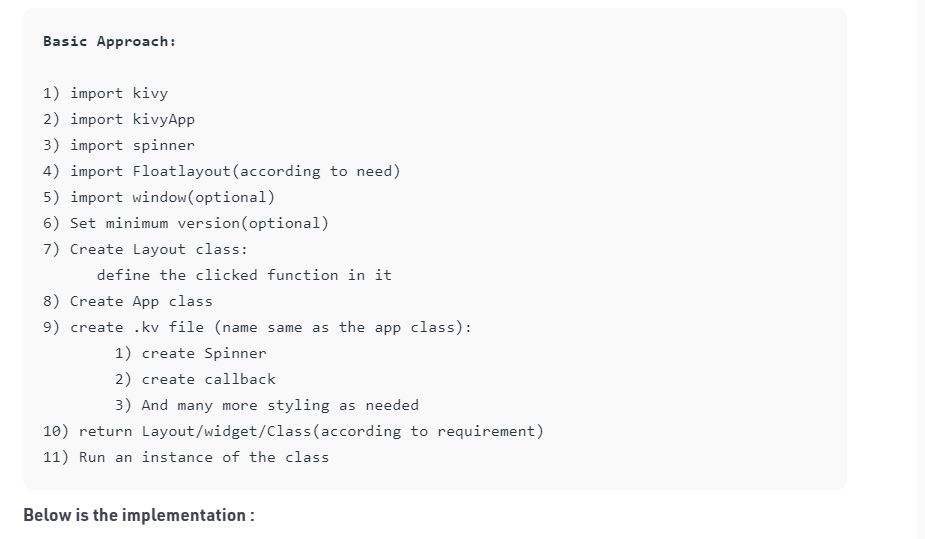 Basic Approach:
1) import kivy
2) import kivyApp
3) import spinner
4) import Floatlayout(according to need)
5) import window(optional)
6) Set minimum version(optional)
7) Create Layout class:
define the clicked function in it
8) Create App class
9) create .kv file (name same as the app class):
1) create Spinner
2) create callback
3) And many more styling as needed
10) return Layout/widget/Class(according to requirement)
11) Run an instance of the class
Below is the implementation :